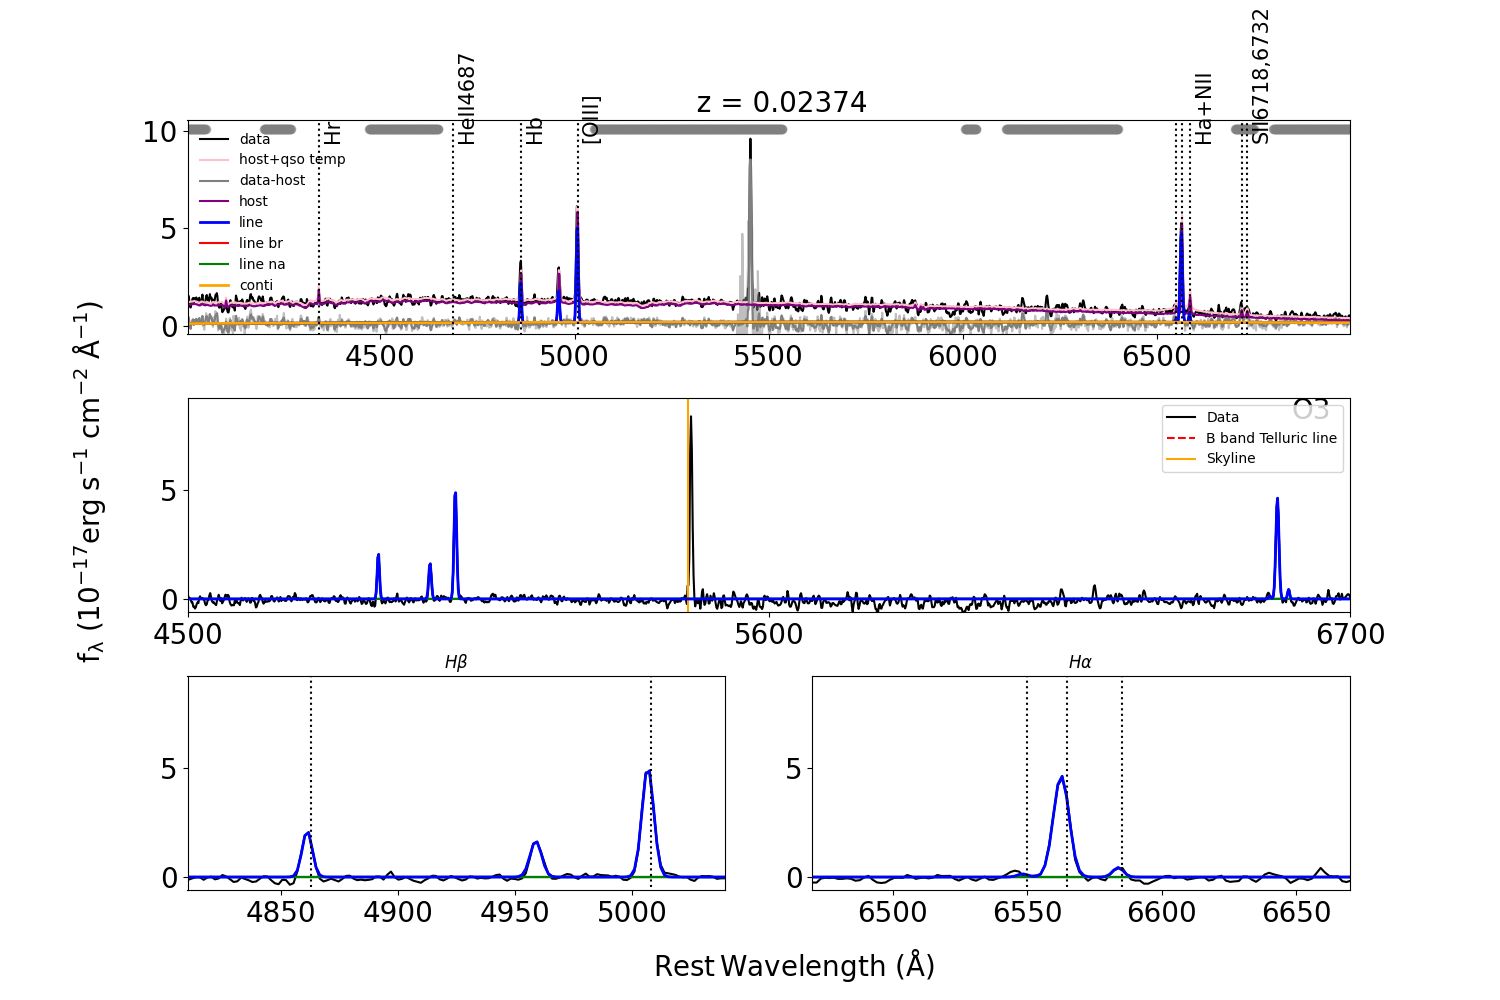 z = 0.02374
Hr
HeII4687
Hb
[OIII]
Ha+NII
SII6718,6732
10
5
0
data
host+qso temp
data-host
host
line
line br
line na
conti
4500 5000 5500 6000 6500
fλ (10⁻¹⁷erg s⁻¹ cm⁻² Å⁻¹)
O3
Data
B band Telluric line
Skyline
5
0
4500 5600 6700
Hβ
5
0
4850 4900 4950 5000
Hα
5
0
6500 6550 6600 6650
Rest Wavelength (Å)